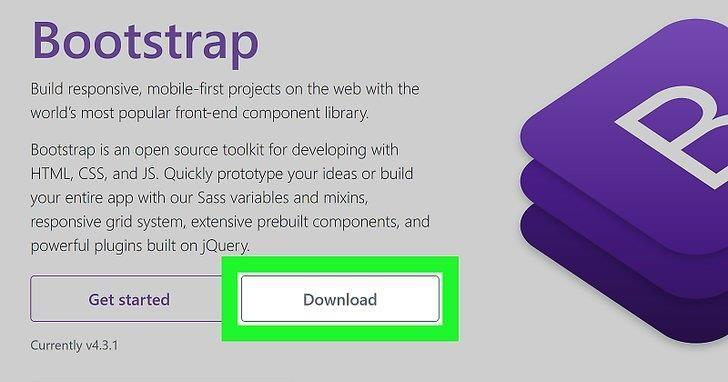 Bootstrap
Build responsive, mobile-first projects on the web with the
world's most popular front-end component library.
Bootstrap is an open source toolkit for developing with
HTML, CSS, and JS. Quickly prototype your ideas or build
your entire app with our Sass variables and mixins,
responsive grid system, extensive prebuilt components, and
powerful plugins built on jQuery.
Get started
Download
Currently v4.3.1
B